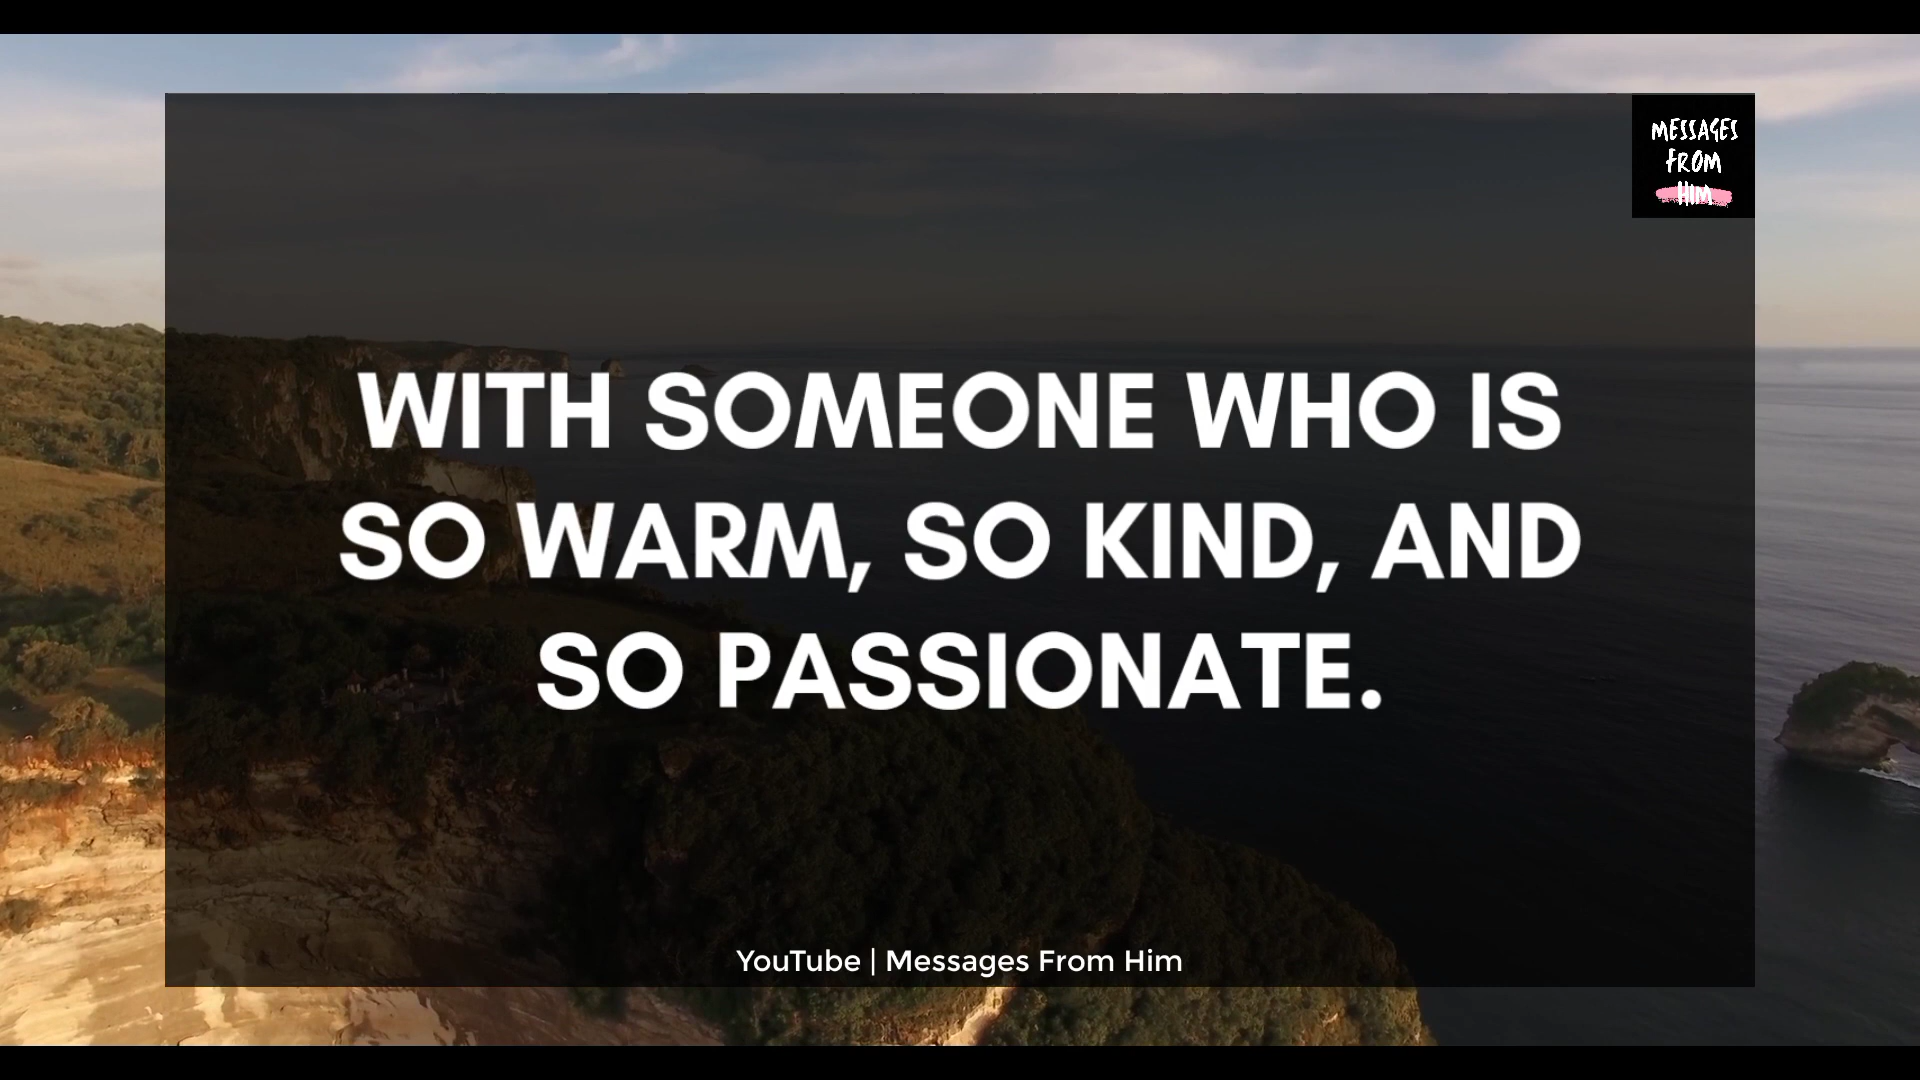 MESSAGES
FROM
HIM
WITH SOMEONE WHO IS
SO WARM, SO KIND, AND
SO PASSIONATE.
YouTube | Messages From Him